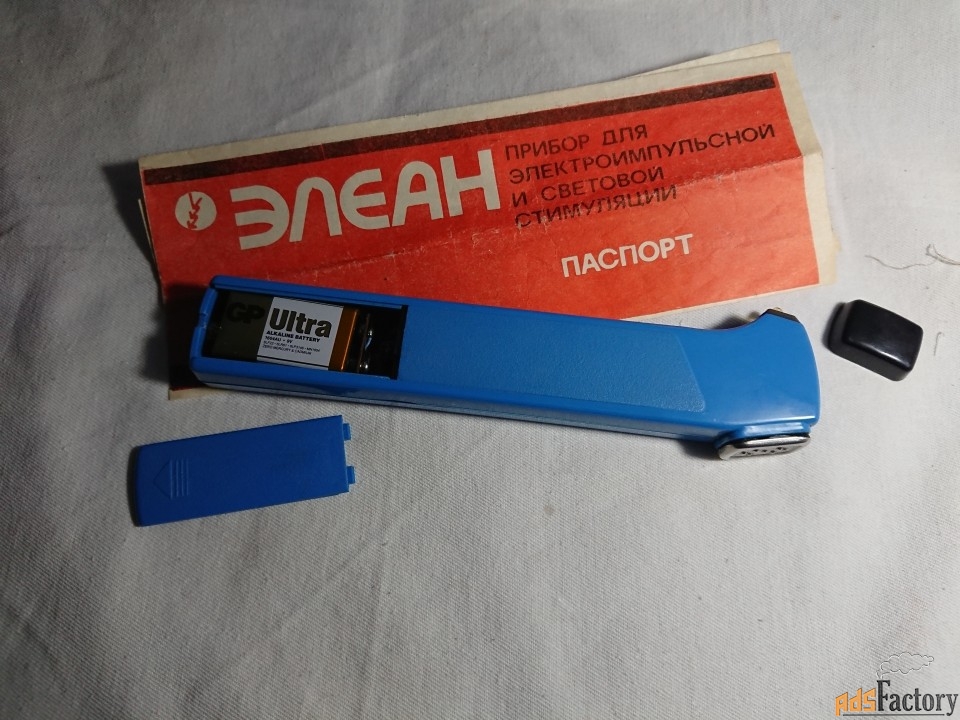 ЭЛЕАН
ПРИБОР ДЛЯ
ЭЛЕКТРОИМПУЛЬСНОЙ
И СВЕТОВОЙ
СТИМУЛЯЦИИ
ПАСПОРТ
GP Ultra
ALKALINE BATTERY
AdsFactory